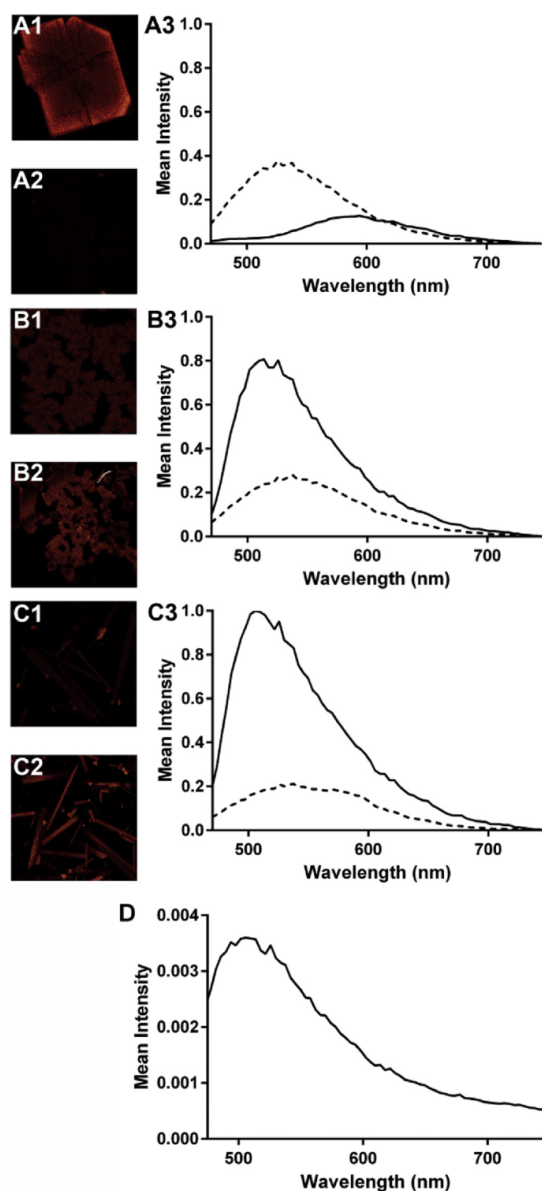 A1
A3
1.0
0.8
0.6
0.4
0.2
0.0
Mean Intensity
500
600
700
Wavelength (nm)
A2
B1
B3
1.0
0.8
0.6
0.4
0.2
0.0
Mean Intensity
500
600
700
Wavelength (nm)
B2
C1
C3
1.0
0.8
0.6
0.4
0.2
0.0
Mean Intensity
500
600
700
Wavelength (nm)
C2
D
0.004
0.003
0.002
0.001
0.000
Mean Intensity
500
600
700
Wavelength (nm)